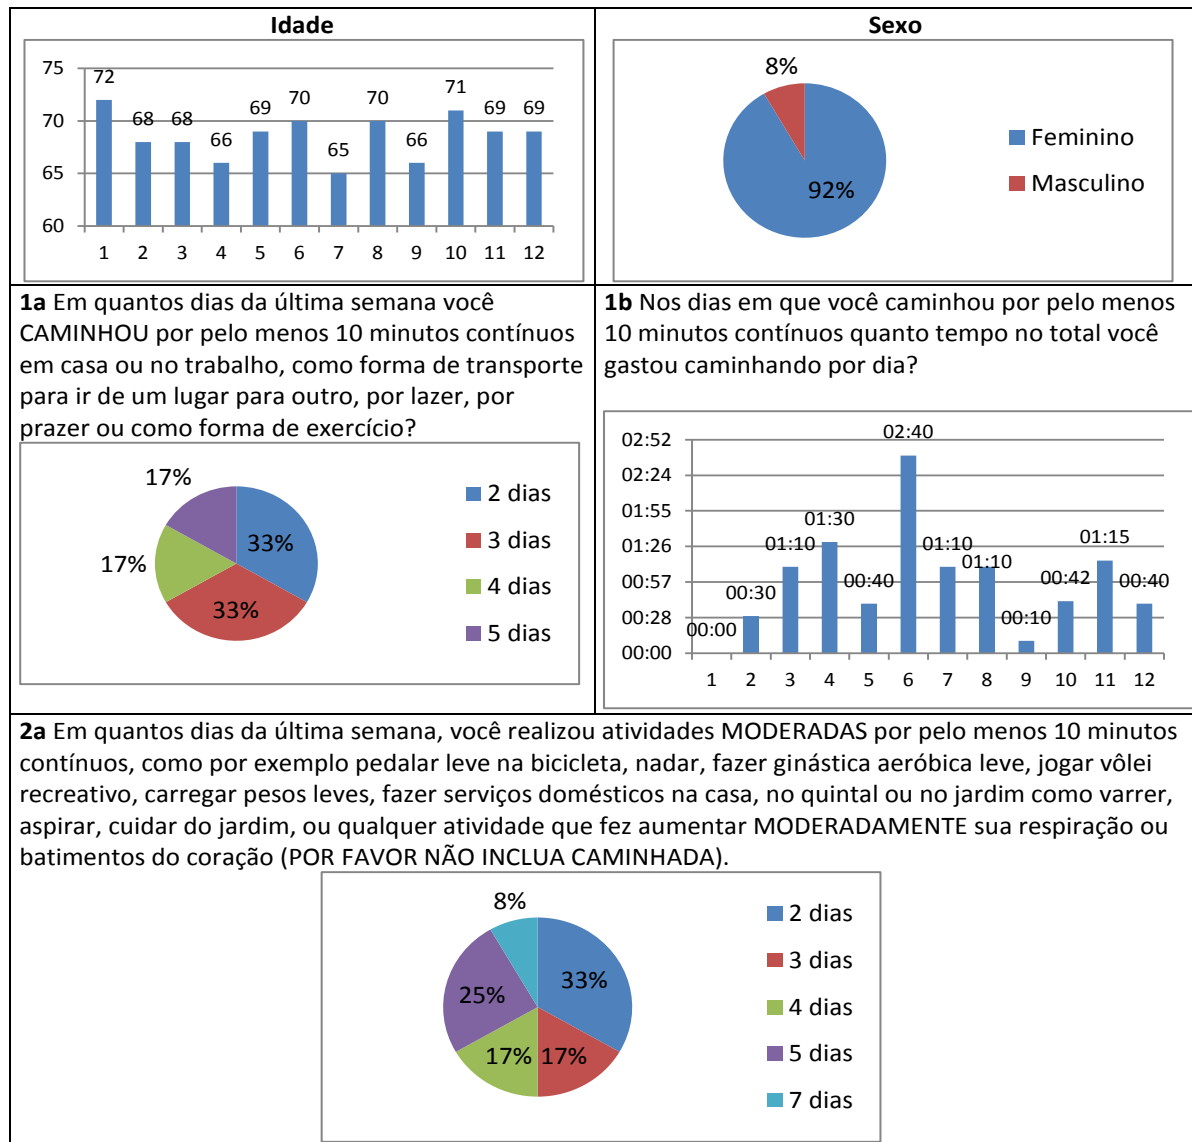 Idade
75
70
65
60
72
68
68
66
69
70
65
70
66
71
69
69
1 2 3 4 5 6 7 8 9 10 11 12
Sexo
8%
92%
Feminino
Masculino
1a Em quantos dias da última semana você
CAMINHOU por pelo menos 10 minutos contínuos
em casa ou no trabalho, como forma de transporte
para ir de um lugar para outro, por lazer, por
prazer ou como forma de exercício?
17%
17%
33%
33%
2 dias
3 dias
4 dias
5 dias
1b Nos dias em que você caminhou por pelo menos
10 minutos contínuos quanto tempo no total você
gastou caminhando por dia?
02:52
02:24
01:55
01:26
00:57
00:28
00:00
00:00
00:30
01:10
01:30
00:40
02:40
01:10
01:10
00:10
00:42
01:15
00:40
1 2 3 4 5 6 7 8 9 10 11 12
2a Em quantos dias da última semana, você realizou atividades MODERADAS por pelo menos 10 minutos
contínuos, como por exemplo pedalar leve na bicicleta, nadar, fazer ginástica aeróbica leve, jogar vôlei
recreativo, carregar pesos leves, fazer serviços domésticos na casa, no quintal ou no jardim como varrer,
aspirar, cuidar do jardim, ou qualquer atividade que fez aumentar MODERADAMENTE sua respiração ou
batimentos do coração (POR FAVOR NÃO INCLUA CAMINHADA).
8%
33%
25%
17%
17%
2 dias
3 dias
4 dias
5 dias
7 dias